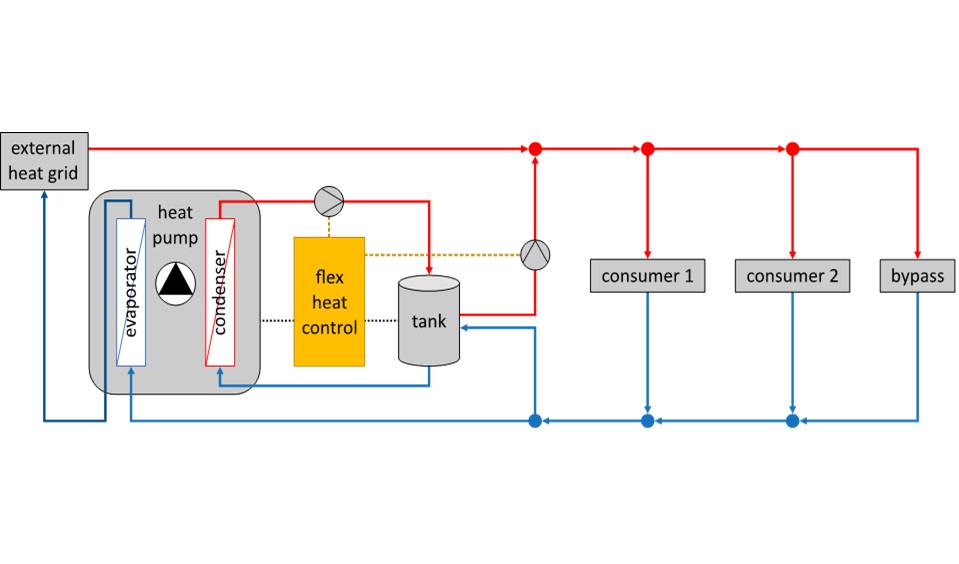 external
heat grid
heat
pump
evaporator
condenser
flex
heat
control
tank
consumer 1
consumer 2
bypass